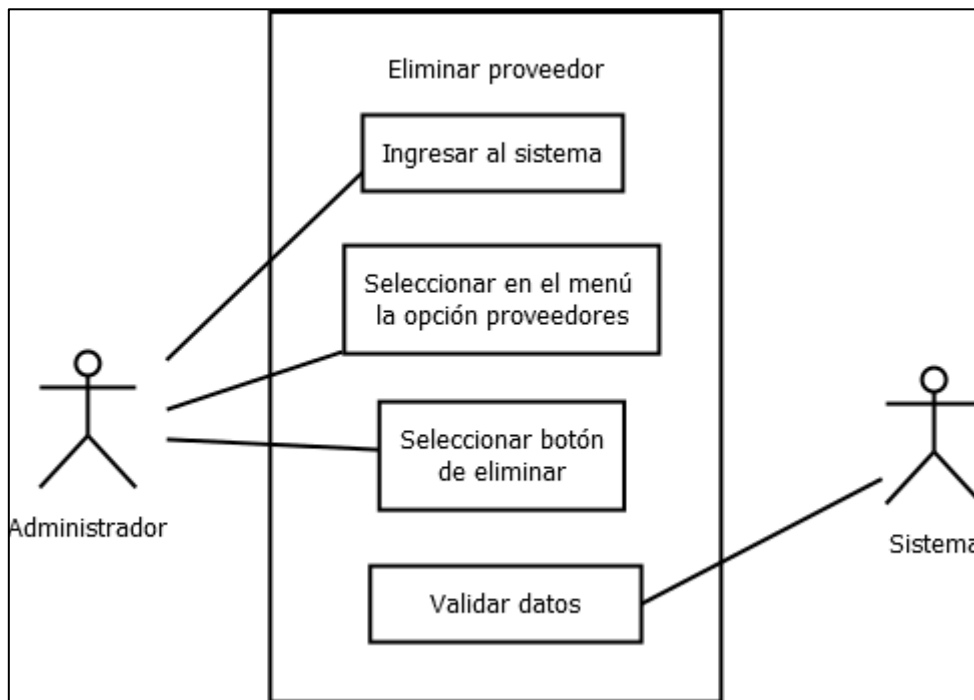 Eliminar proveedor
Ingresar al sistema
Seleccionar en el menú
la opción proveedores
Seleccionar botón
de eliminar
Administrador
Sistema
Validar datos